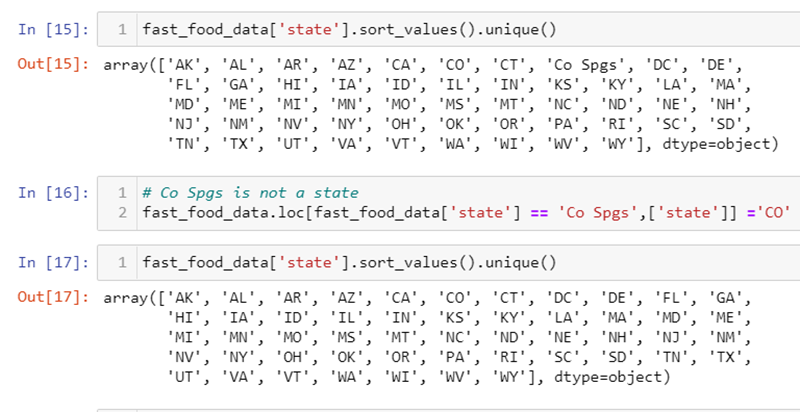 In [15]: 1 fast_food_data['state'].sort_values().unique()
Out[15]: array(['AK', 'AL', 'AR', 'AZ', 'CA', 'CO', 'CT', 'Co Spgs', 'DC', 'DE',
'FL', 'GA', 'HI', 'IA', 'ID', 'IL', 'IN', 'KS', 'KY', 'LA', 'MA',
'MD', 'ME', 'MI', 'MN', 'MO', 'MS', 'MT', 'NC', 'ND', 'NE', 'NH',
'NJ', 'NM', 'NV', 'NY', 'OH', 'OK', 'OR', 'PA', 'RI', 'SC', 'SD',
'TN', 'TX', 'UT', 'VA', 'VT', 'WA', 'WI', 'WV', 'WY'], dtype=object)
In [16]: 1 # Co Spgs is not a state
2 fast_food_data.loc[fast_food_data['state'] == 'Co Spgs',['state']] ='CO'
In [17]: 1 fast_food_data['state'].sort_values().unique()
Out[17]: array(['AK', 'AL', 'AR', 'AZ', 'CA', 'CO', 'CT', 'DC', 'DE', 'FL', 'GA',
'HI', 'IA', 'ID', 'IL', 'IN', 'KS', 'KY', 'LA', 'MA', 'MD', 'ME',
'MI', 'MN', 'MO', 'MS', 'MT', 'NC', 'ND', 'NE', 'NH', 'NJ', 'NM',
'NV', 'NY', 'OH', 'OK', 'OR', 'PA', 'RI', 'SC', 'SD', 'TN', 'TX',
'UT', 'VA', 'VT', 'WA', 'WI', 'WV', 'WY'], dtype=object)